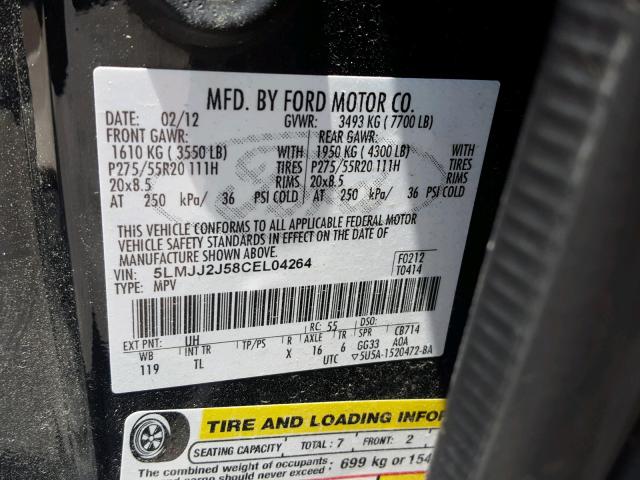 MFD. BY FORD MOTOR CO.
DATE: 02/12 GVWR: 3493 KG ( 7700 LB)
FRONT GAWR: REAR GAWR:
1610 KG ( 3550 LB) WITH 1950 KG ( 4300 LB) WITH
P275/55R20 111H TIRES P275/55R20 111H TIRES
20x8.5 RIMS 20x8.5 RIMS
AT 250 kPa/ 36 PSI COLD AT 250 kPa/ 36 PSI COLD
THIS VEHICLE CONFORMS TO ALL APPLICABLE FEDERAL MOTOR
VEHICLE SAFETY STANDARDS IN EFFECT ON THE DATE OF
MANUFACTURE SHOWN ABOVE.
VIN: 5LMJJ2J58CEL04264 F0212
TYPE: MPV T0414
EXT PNT: UH RC: 55 CB714
WB INT TR TP/PS R AXLE TR SPR A0A
119 TL X 16 6 GG33
UTC 5U5A-1520472-BA
TIRE AND LOADING INFOR
SEATING CAPACITY TOTAL: 7 FRONT: 2
The combined weight of occupants 699 kg or 154